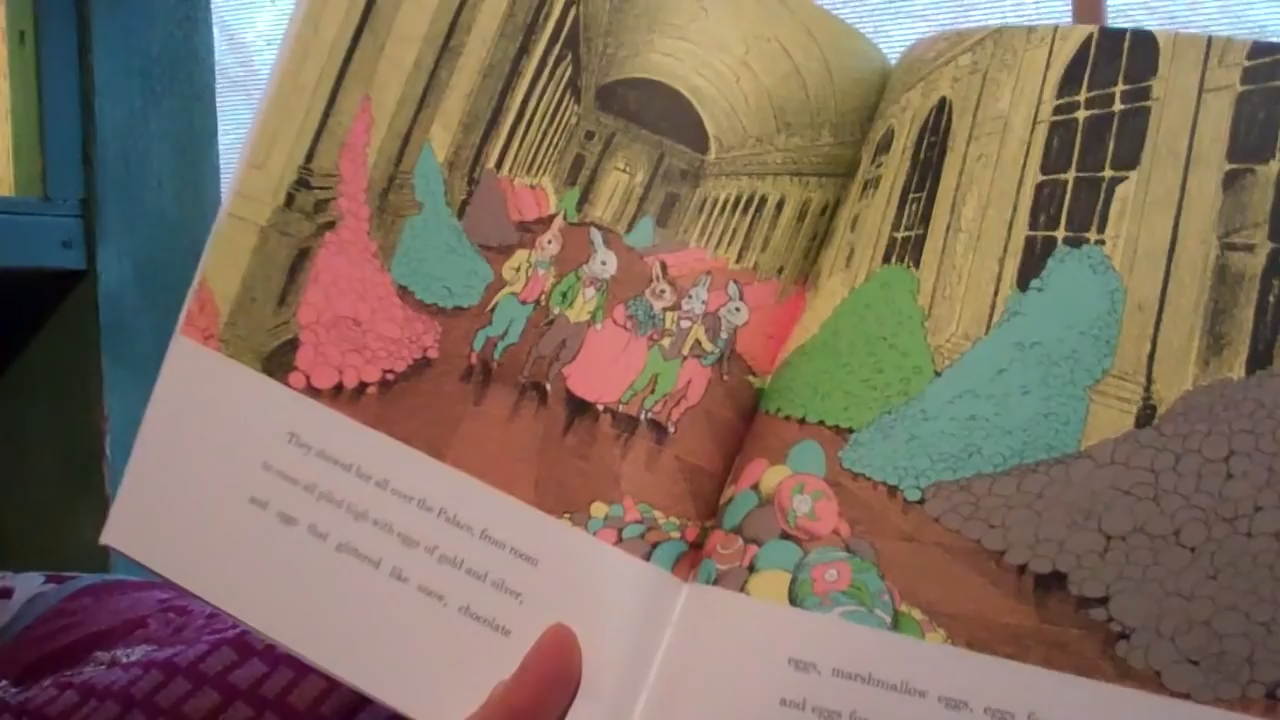 They showed her all over the Palace, from room
to room all piled high with eggs of gold and silver,
and eggs that glittered like snow, chocolate
eggs, marshmallow eggs, eggs
and eggs